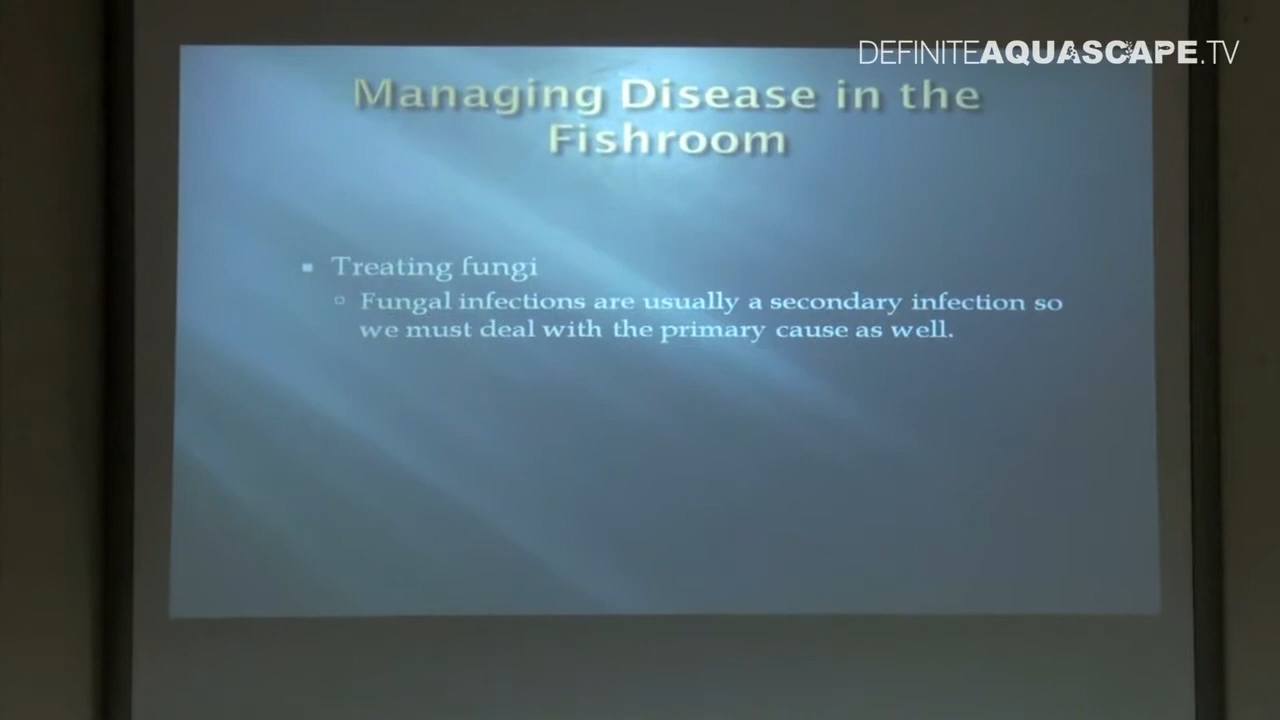 DEFINITEAQUASCAPE.TV
Managing Disease in the
Fishroom
Treating fungi
Fungal infections are usually a secondary infection so
we must deal with the primary cause as well.